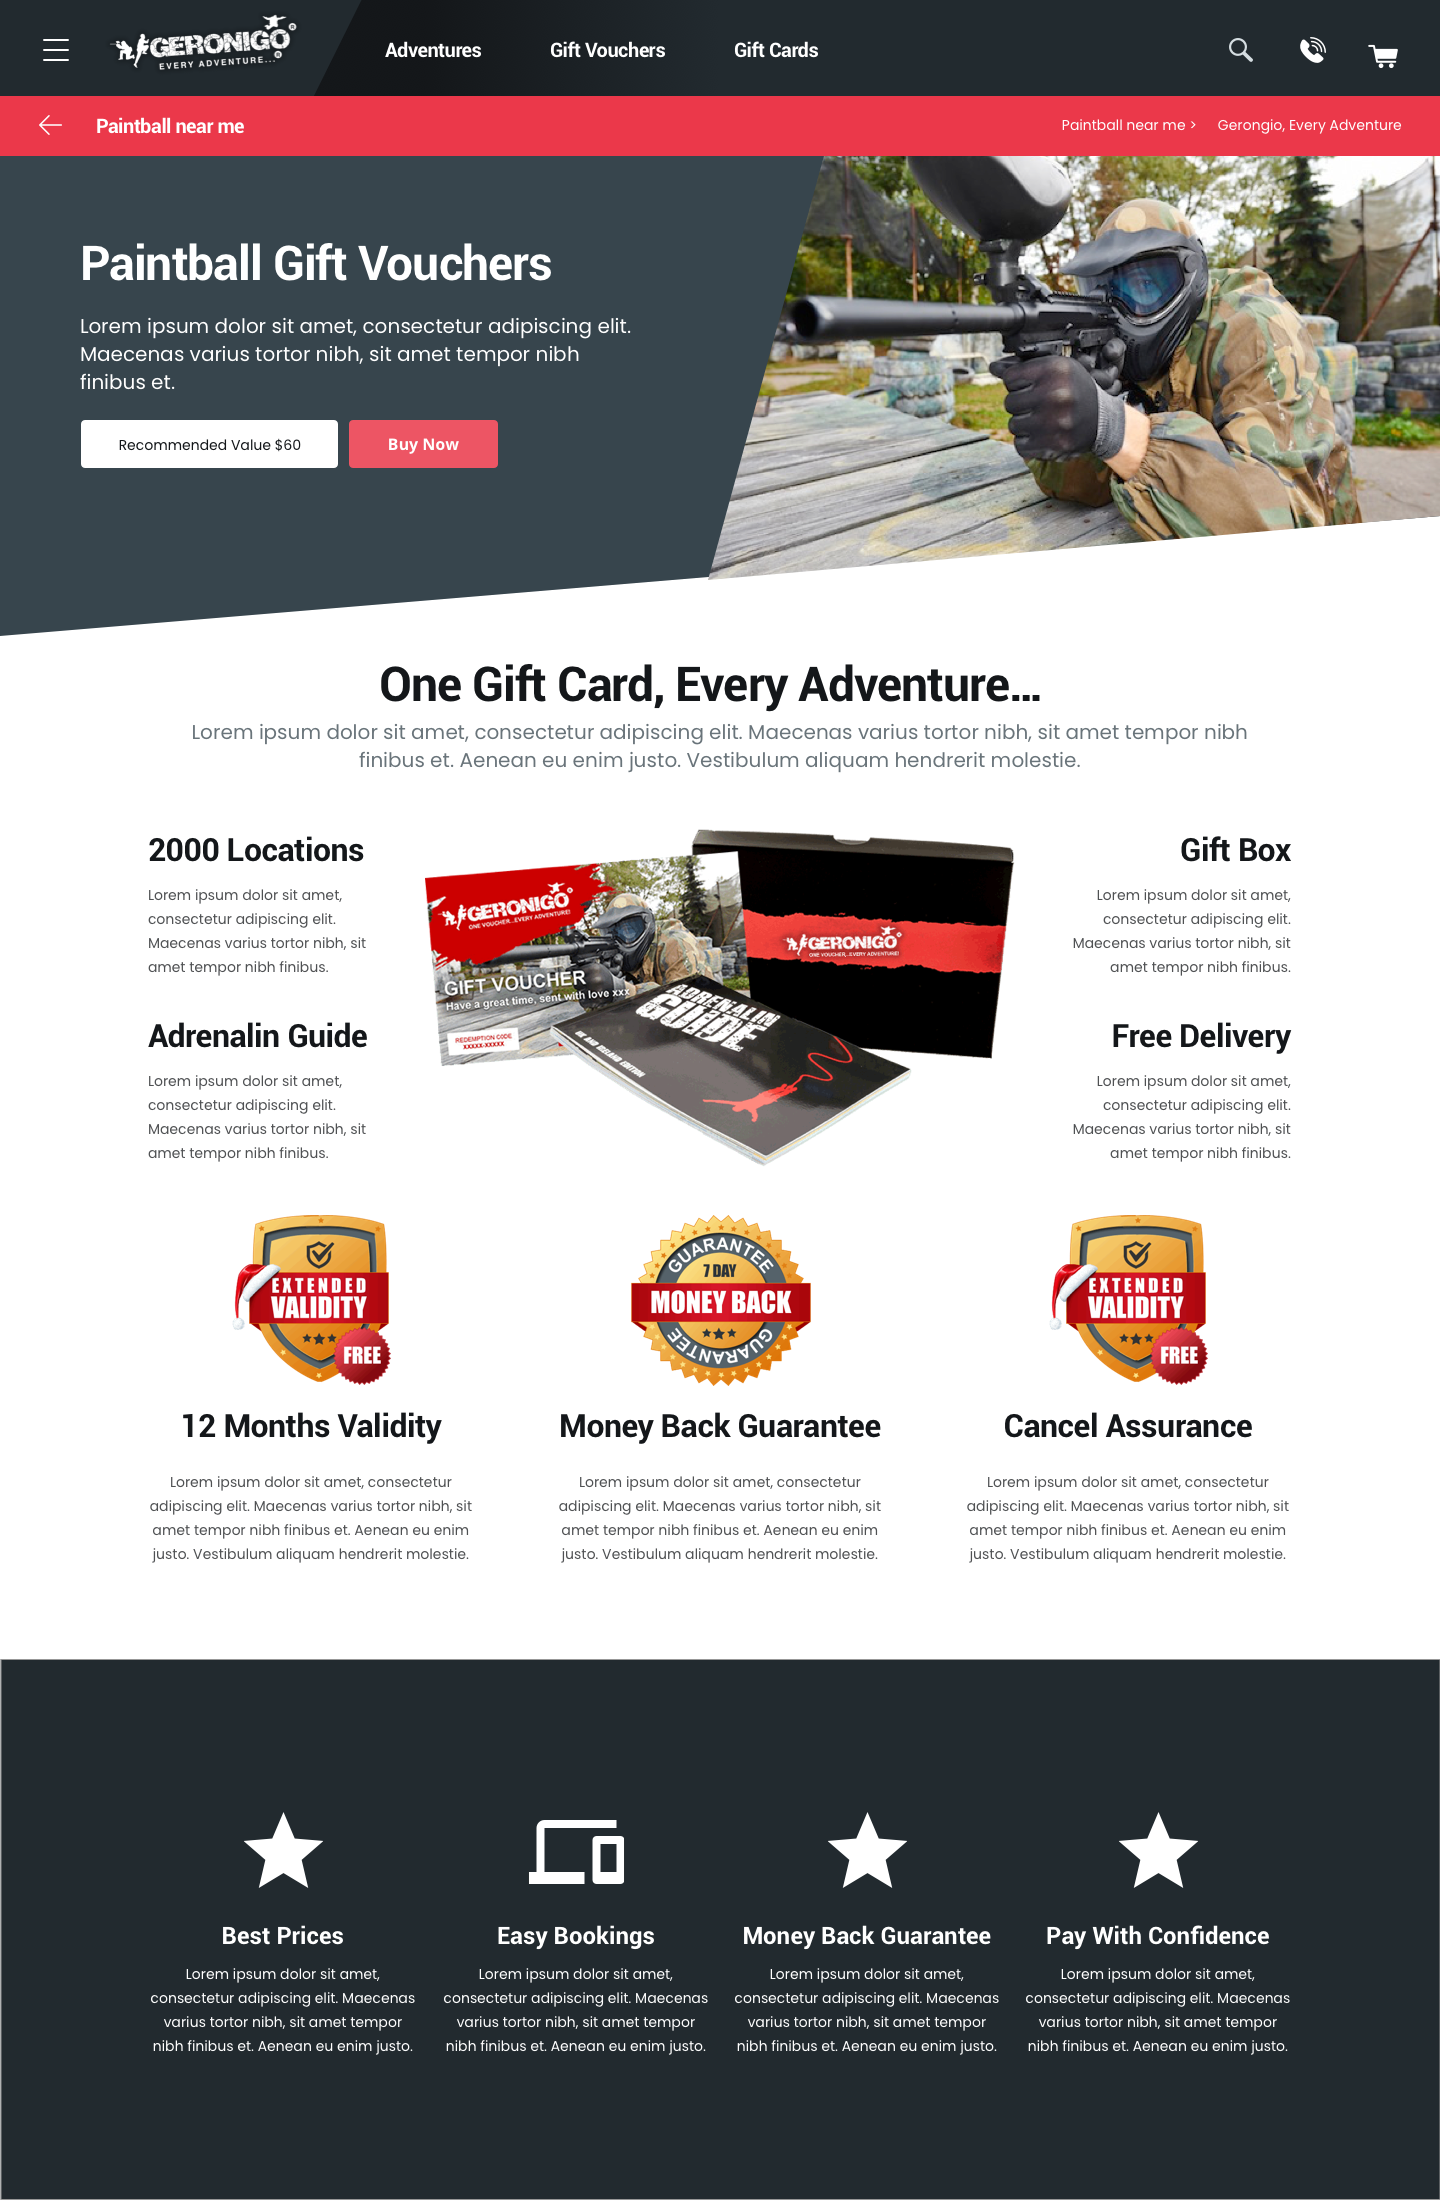 GERONIGO
EVERY ADVENTURE...
Adventures
Gift Vouchers
Gift Cards
Paintball near me
Paintball near me >
Gerongio, Every Adventure
Paintball Gift Vouchers
Lorem ipsum dolor sit amet, consectetur adipiscing elit.
Maecenas varius tortor nibh, sit amet tempor nibh
finibus et.
Recommended Value $60
Buy Now
One Gift Card, Every Adventure...
Lorem ipsum dolor sit amet, consectetur adipiscing elit. Maecenas varius tortor nibh, sit amet tempor nibh
finibus et. Aenean eu enim justo. Vestibulum aliquam hendrerit molestie.
2000 Locations
Lorem ipsum dolor sit amet,
consectetur adipiscing elit.
Maecenas varius tortor nibh, sit
amet tempor nibh finibus.
Adrenalin Guide
Lorem ipsum dolor sit amet,
consectetur adipiscing elit.
Maecenas varius tortor nibh, sit
amet tempor nibh finibus.
GERONIGO
ONE VOUCHER...EVERY ADVENTURE!
GIFT VOUCHER
Have a great time, sent with love xxx
REDEMPTION CODE
XXXXX-XXXXX
GERONIGO
ONE VOUCHER...EVERY ADVENTURE!
ADRENALIN
GUIDE
UK AND IRELAND EDITION
Gift Box
Lorem ipsum dolor sit amet,
consectetur adipiscing elit.
Maecenas varius tortor nibh, sit
amet tempor nibh finibus.
Free Delivery
Lorem ipsum dolor sit amet,
consectetur adipiscing elit.
Maecenas varius tortor nibh, sit
amet tempor nibh finibus.
EXTENDED
VALIDITY
FREE
12 Months Validity
Lorem ipsum dolor sit amet, consectetur
adipiscing elit. Maecenas varius tortor nibh, sit
amet tempor nibh finibus et. Aenean eu enim
justo. Vestibulum aliquam hendrerit molestie.
GUARANTEE
7 DAY
MONEY BACK
GUARANTEE
Money Back Guarantee
Lorem ipsum dolor sit amet, consectetur
adipiscing elit. Maecenas varius tortor nibh, sit
amet tempor nibh finibus et. Aenean eu enim
justo. Vestibulum aliquam hendrerit molestie.
EXTENDED
VALIDITY
FREE
Cancel Assurance
Lorem ipsum dolor sit amet, consectetur
adipiscing elit. Maecenas varius tortor nibh, sit
amet tempor nibh finibus et. Aenean eu enim
justo. Vestibulum aliquam hendrerit molestie.
Best Prices
Lorem ipsum dolor sit amet,
consectetur adipiscing elit. Maecenas
varius tortor nibh, sit amet tempor
nibh finibus et. Aenean eu enim justo.
Easy Bookings
Lorem ipsum dolor sit amet,
consectetur adipiscing elit. Maecenas
varius tortor nibh, sit amet tempor
nibh finibus et. Aenean eu enim justo.
Money Back Guarantee
Lorem ipsum dolor sit amet,
consectetur adipiscing elit. Maecenas
varius tortor nibh, sit amet tempor
nibh finibus et. Aenean eu enim justo.
Pay With Confidence
Lorem ipsum dolor sit amet,
consectetur adipiscing elit. Maecenas
varius tortor nibh, sit amet tempor
nibh finibus et. Aenean eu enim justo.